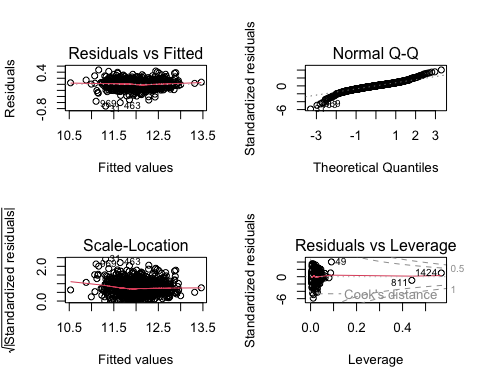 Residuals vs Fitted
Residuals
0.4
-0.8
463
10.5 11.5 12.5 13.5
Fitted values
Normal Q-Q
Standardized residuals
0
-6
-3 -1 1 2 3
Theoretical Quantiles
Scale-Location
√|Standardized residuals|
2.0
0.0
463
10.5 11.5 12.5 13.5
Fitted values
Residuals vs Leverage
Standardized residuals
0
-6
49
1424
811
Cook's distance
0.5
1
0.0 0.2 0.4
Leverage